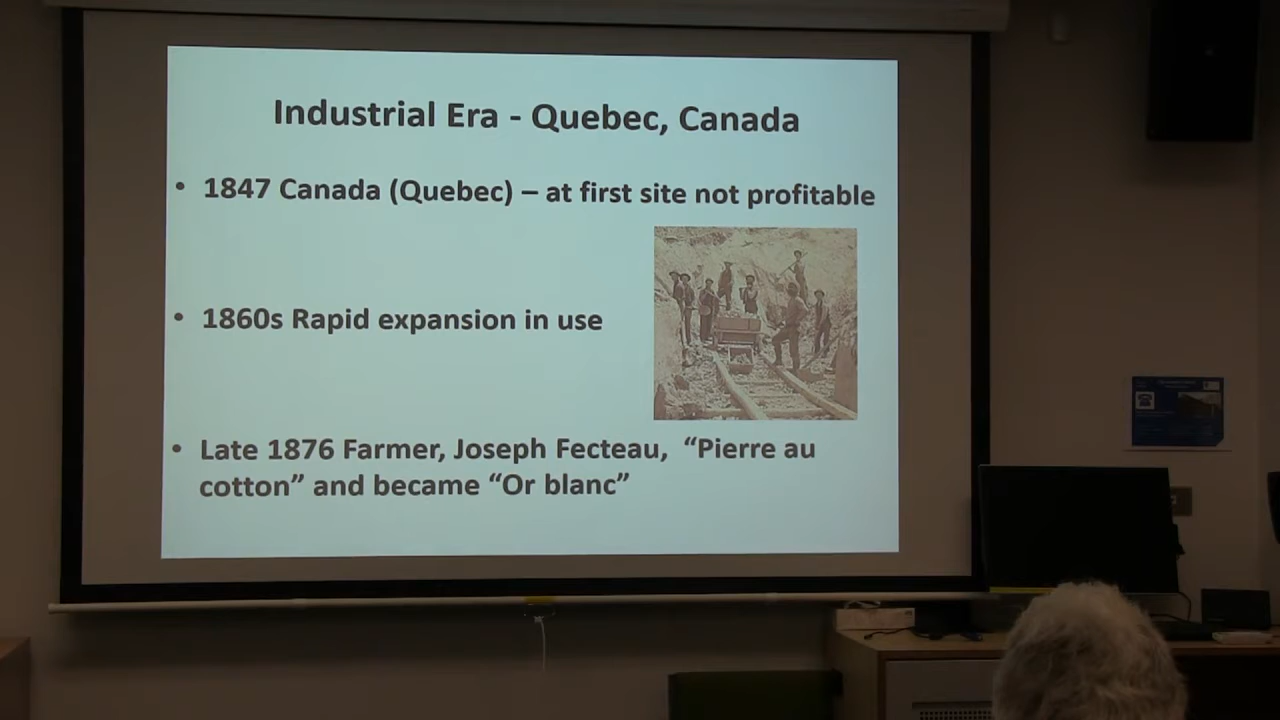 Industrial Era - Quebec, Canada
• 1847 Canada (Quebec) – at first site not profitable
• 1860s Rapid expansion in use
• Late 1876 Farmer, Joseph Fecteau, “Pierre au
cotton” and became “Or blanc”